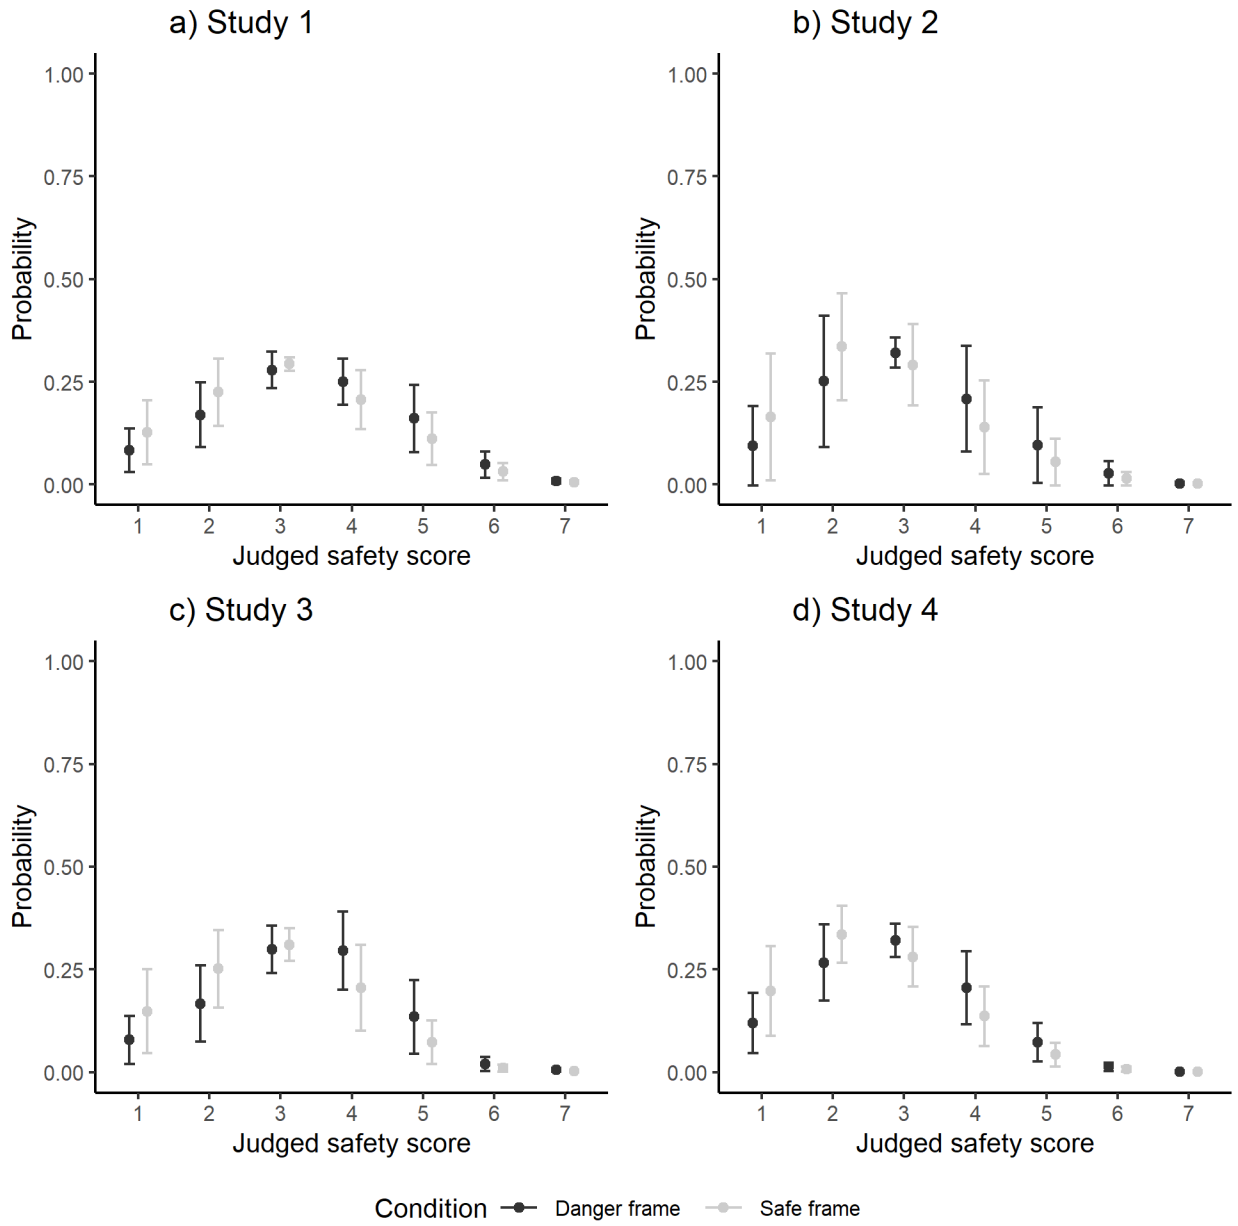 a) Study 1
1.00
0.75
0.50
0.25
0.00
Probability
1 2 3 4 5 6 7
Judged safety score
b) Study 2
1.00
0.75
0.50
0.25
0.00
Probability
1 2 3 4 5 6 7
Judged safety score
c) Study 3
1.00
0.75
0.50
0.25
0.00
Probability
1 2 3 4 5 6 7
Judged safety score
d) Study 4
1.00
0.75
0.50
0.25
0.00
Probability
1 2 3 4 5 6 7
Judged safety score
Condition Danger frame Safe frame